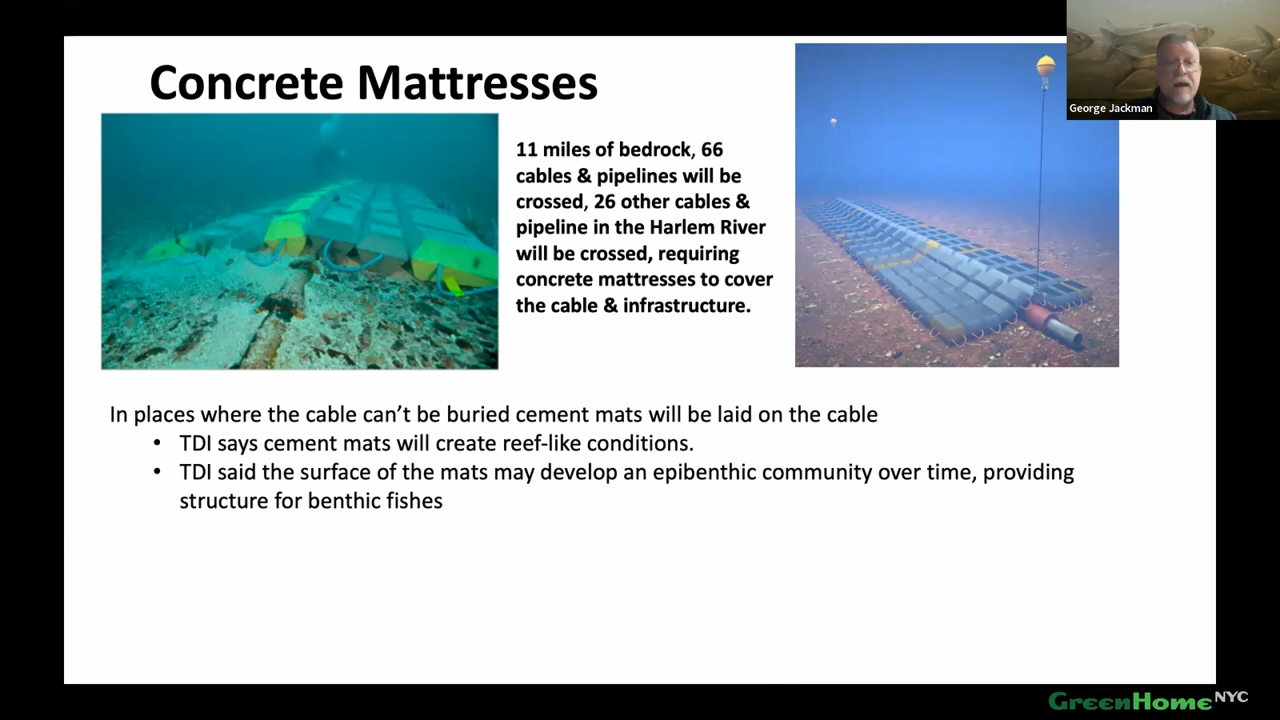 Concrete Mattresses
George Jackman
11 miles of bedrock, 66
cables & pipelines will be
crossed, 26 other cables &
pipeline in the Harlem River
will be crossed, requiring
concrete mattresses to cover
the cable & infrastructure.
In places where the cable can’t be buried cement mats will be laid on the cable
• TDI says cement mats will create reef-like conditions.
• TDI said the surface of the mats may develop an epibenthic community over time, providing
structure for benthic fishes
GreenHomeNYC